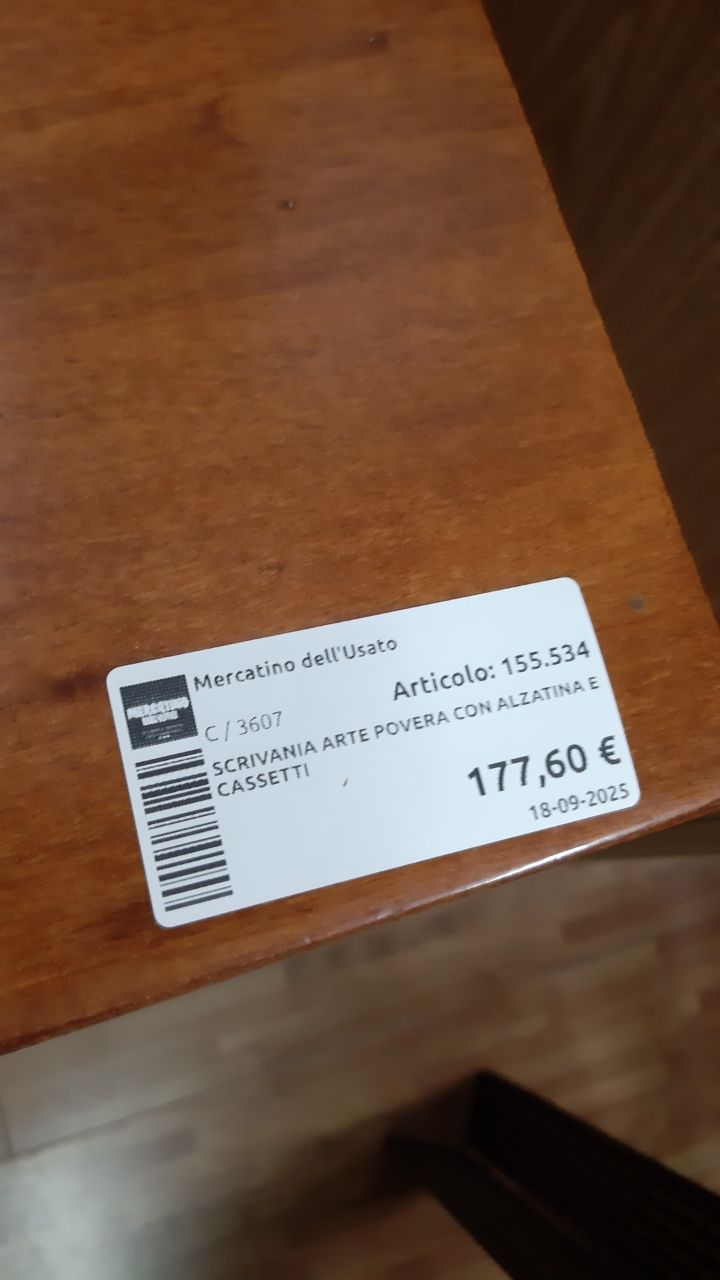 Mercatino dell'Usato
Articolo: 155.534
C / 3607
SCRIVANIA ARTE POVERA CON ALZATINA E
CASSETTI
177,60 €
18-09-2025